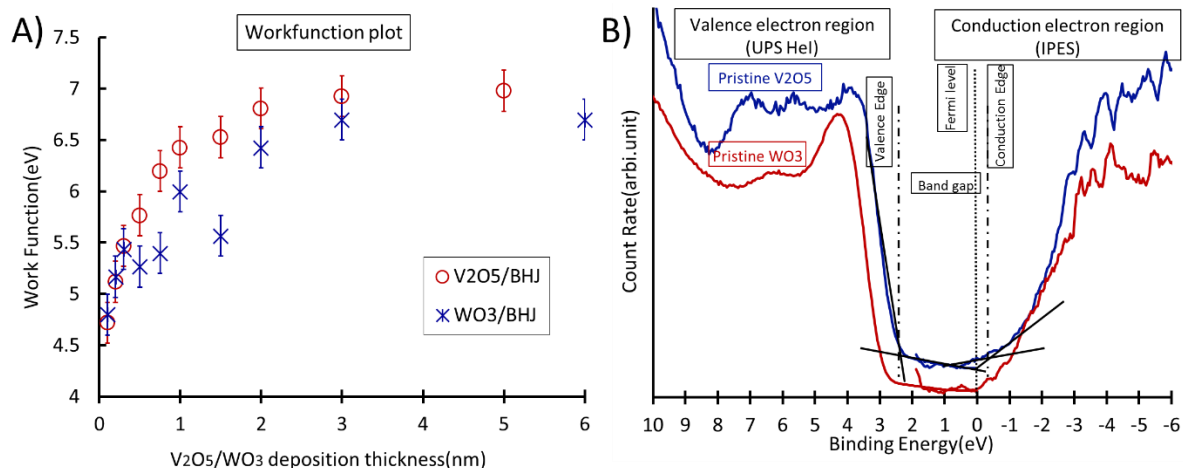 A)
Workfunction plot
7.5
7
6.5
6
5.5
5
4.5
4
Work Function(eV)
V2O5/BHJ
WO3/BHJ
0 1 2 3 4 5 6
V2O5/WO3 deposition thickness(nm)
B)
Valence electron region
(UPS HeI)
Conduction electron region
(IPES)
Pristine V2O5
Pristine WO3
Valence Edge
Fermi level
Conduction Edge
Band gap
Count Rate(arbi.unit)
10 9 8 7 6 5 4 3 2 1 0 -1 -2 -3 -4 -5 -6
Binding Energy(eV)